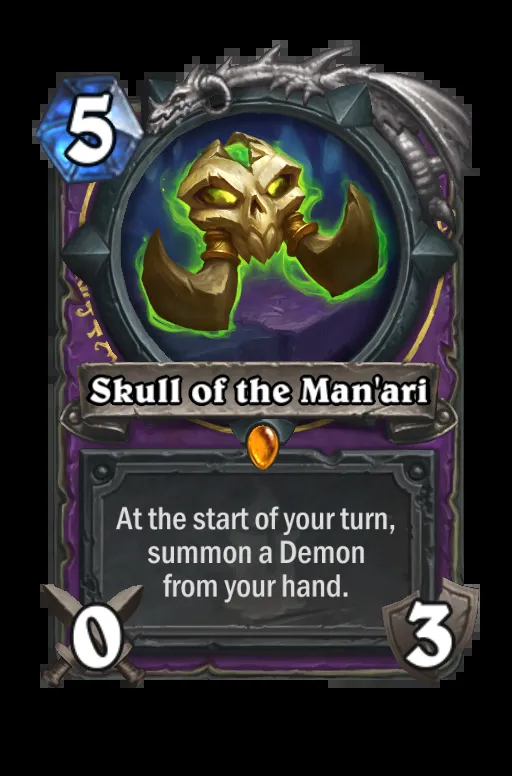 5
Skull of the Man'ari
At the start of your turn,
summon a Demon
from your hand.
0
3